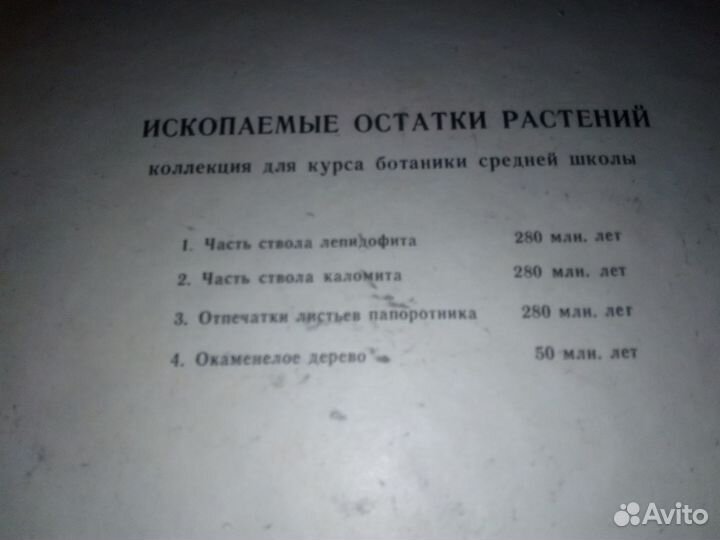 ИСКОПАЕМЫЕ ОСТАТКИ РАСТЕНИЙ
коллекция для курса ботаники средней школы
1. Часть ствола лепидофита 280 млн. лет
2. Часть ствола каломита 280 млн. лет
3. Отпечатки листьев папоротника 280 млн. лет
4. Окаменелое дерево 50 млн. лет
Avito